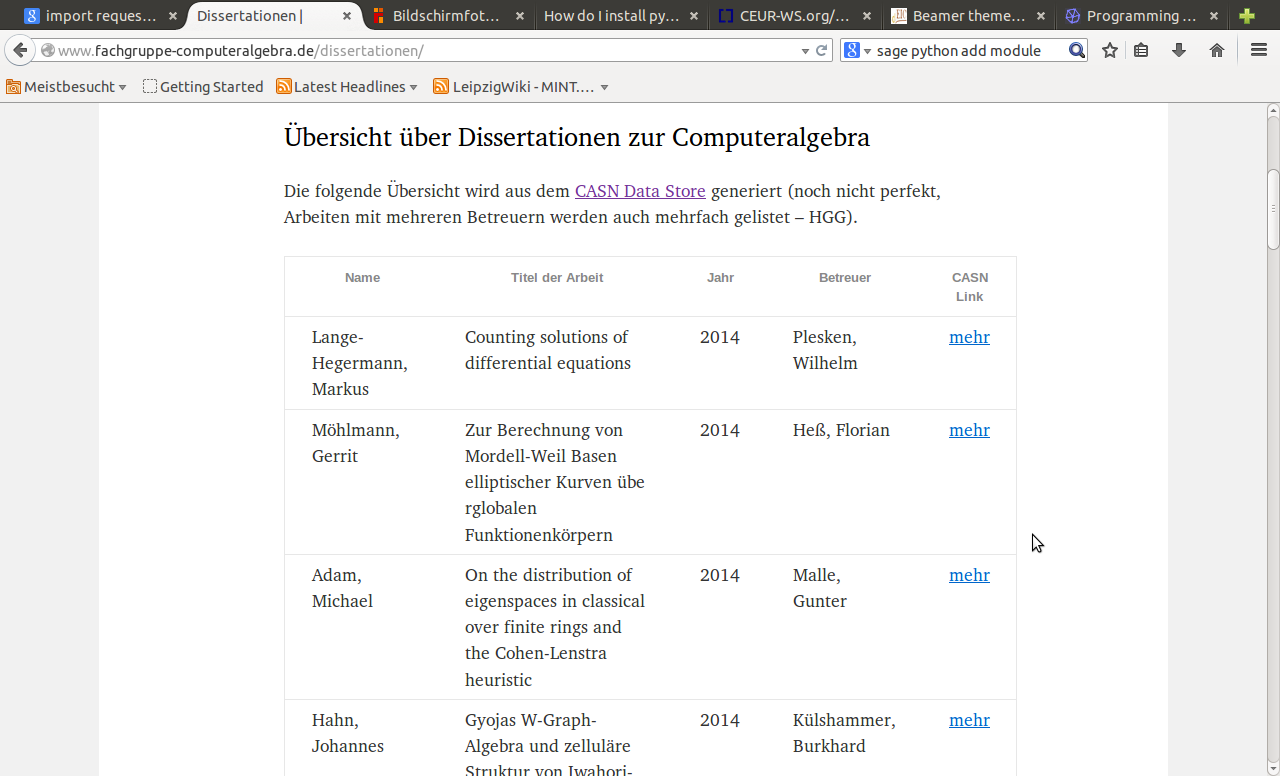 import reques...
Dissertationen |
Bildschirmfot...
How do I install py...
CEUR-WS.org/...
Beamer theme...
Programming ...
www.fachgruppe-computeralgebra.de/dissertationen/
sage python add module
Meistbesucht
Getting Started
Latest Headlines
LeipzigWiki - MINT....
Übersicht über Dissertationen zur Computeralgebra
Die folgende Übersicht wird aus dem CASN Data Store generiert (noch nicht perfekt,
Arbeiten mit mehreren Betreuern werden auch mehrfach gelistet – HGG).
Name
Titel der Arbeit
Jahr
Betreuer
CASN
Link
Lange-
Hegermann,
Markus
Counting solutions of
differential equations
2014
Plesken,
Wilhelm
mehr
Möhlmann,
Gerrit
Zur Berechnung von
Mordell-Weil Basen
elliptischer Kurven übe
rglobalen
Funktionenkörpern
2014
Heß, Florian
mehr
Adam,
Michael
On the distribution of
eigenspaces in classical
over finite rings and
the Cohen-Lenstra
heuristic
2014
Malle,
Gunter
mehr
Hahn,
Johannes
Gyojas W-Graph-
Algebra und zelluläre
Struktur von Iwahori-
2014
Külshammer,
Burkhard
mehr